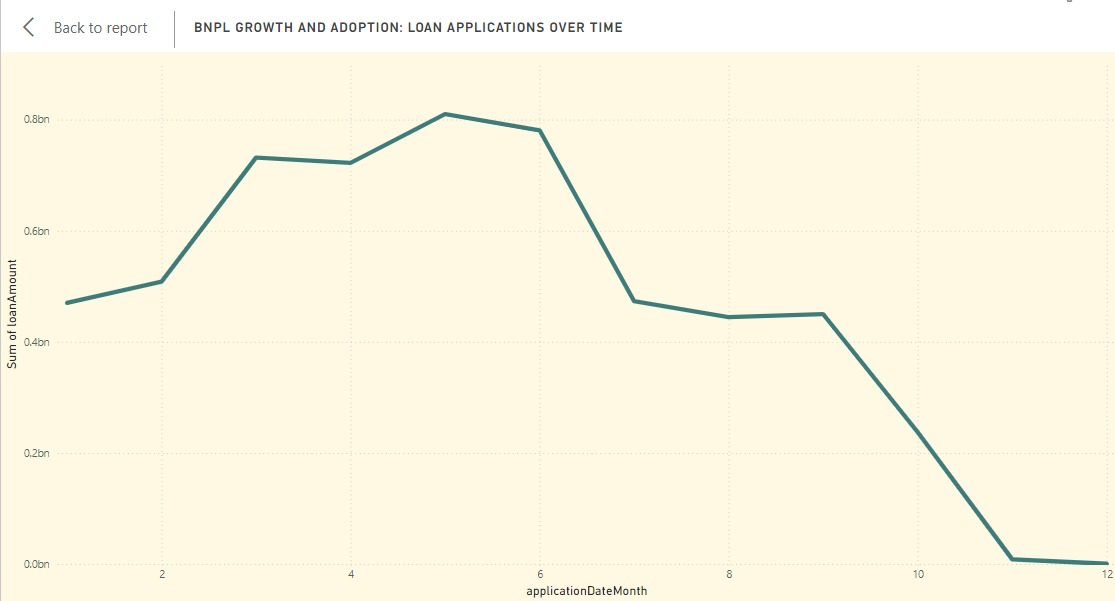 Back to report
BNPL GROWTH AND ADOPTION: LOAN APPLICATIONS OVER TIME
0.8bn
0.6bn
0.4bn
0.2bn
0.0bn
Sum of loanAmount
2 4 6 8 10 12
applicationDateMonth